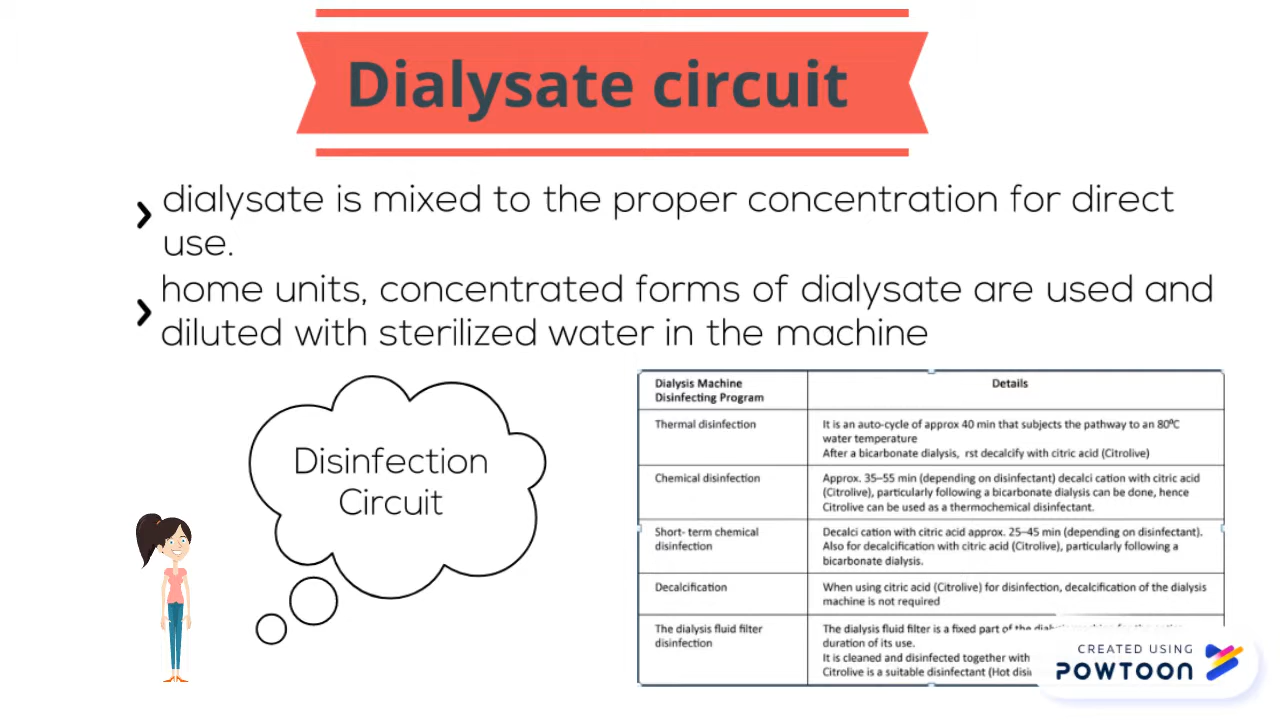 Dialysate circuit
dialysate is mixed to the proper concentration for direct
use.
home units, concentrated forms of dialysate are used and
diluted with sterilized water in the machine
Disinfection
Circuit
Dialysis Machine
Disinfecting Program
Details
Thermal disinfection
It is an auto-cycle of approx 40 min that subjects the pathway to an 80⁰C
water temperature
After a bicarbonate dialysis, rst decalcify with citric acid (Citrolive)
Chemical disinfection
Approx. 35–55 min (depending on disinfectant) decalci cation with citric acid
(Citrolive), particularly following a bicarbonate dialysis can be done, hence
Citrolive can be used as a thermochemical disinfectant.
Short- term chemical
disinfection
Decalci cation with citric acid approx. 25–45 min (depending on disinfectant).
Also for decalcification with citric acid (Citrolive), particularly following a
bicarbonate dialysis.
Decalcification
When using citric acid (Citrolive) for disinfection, decalcification of the dialysis
machine is not required
The dialysis fluid filter
disinfection
The dialysis fluid filter is a fixed part of the
duration of its use.
It is cleaned and disinfected together with
Citrolive is a suitable disinfectant (Hot
CREATED USING
POWTOON